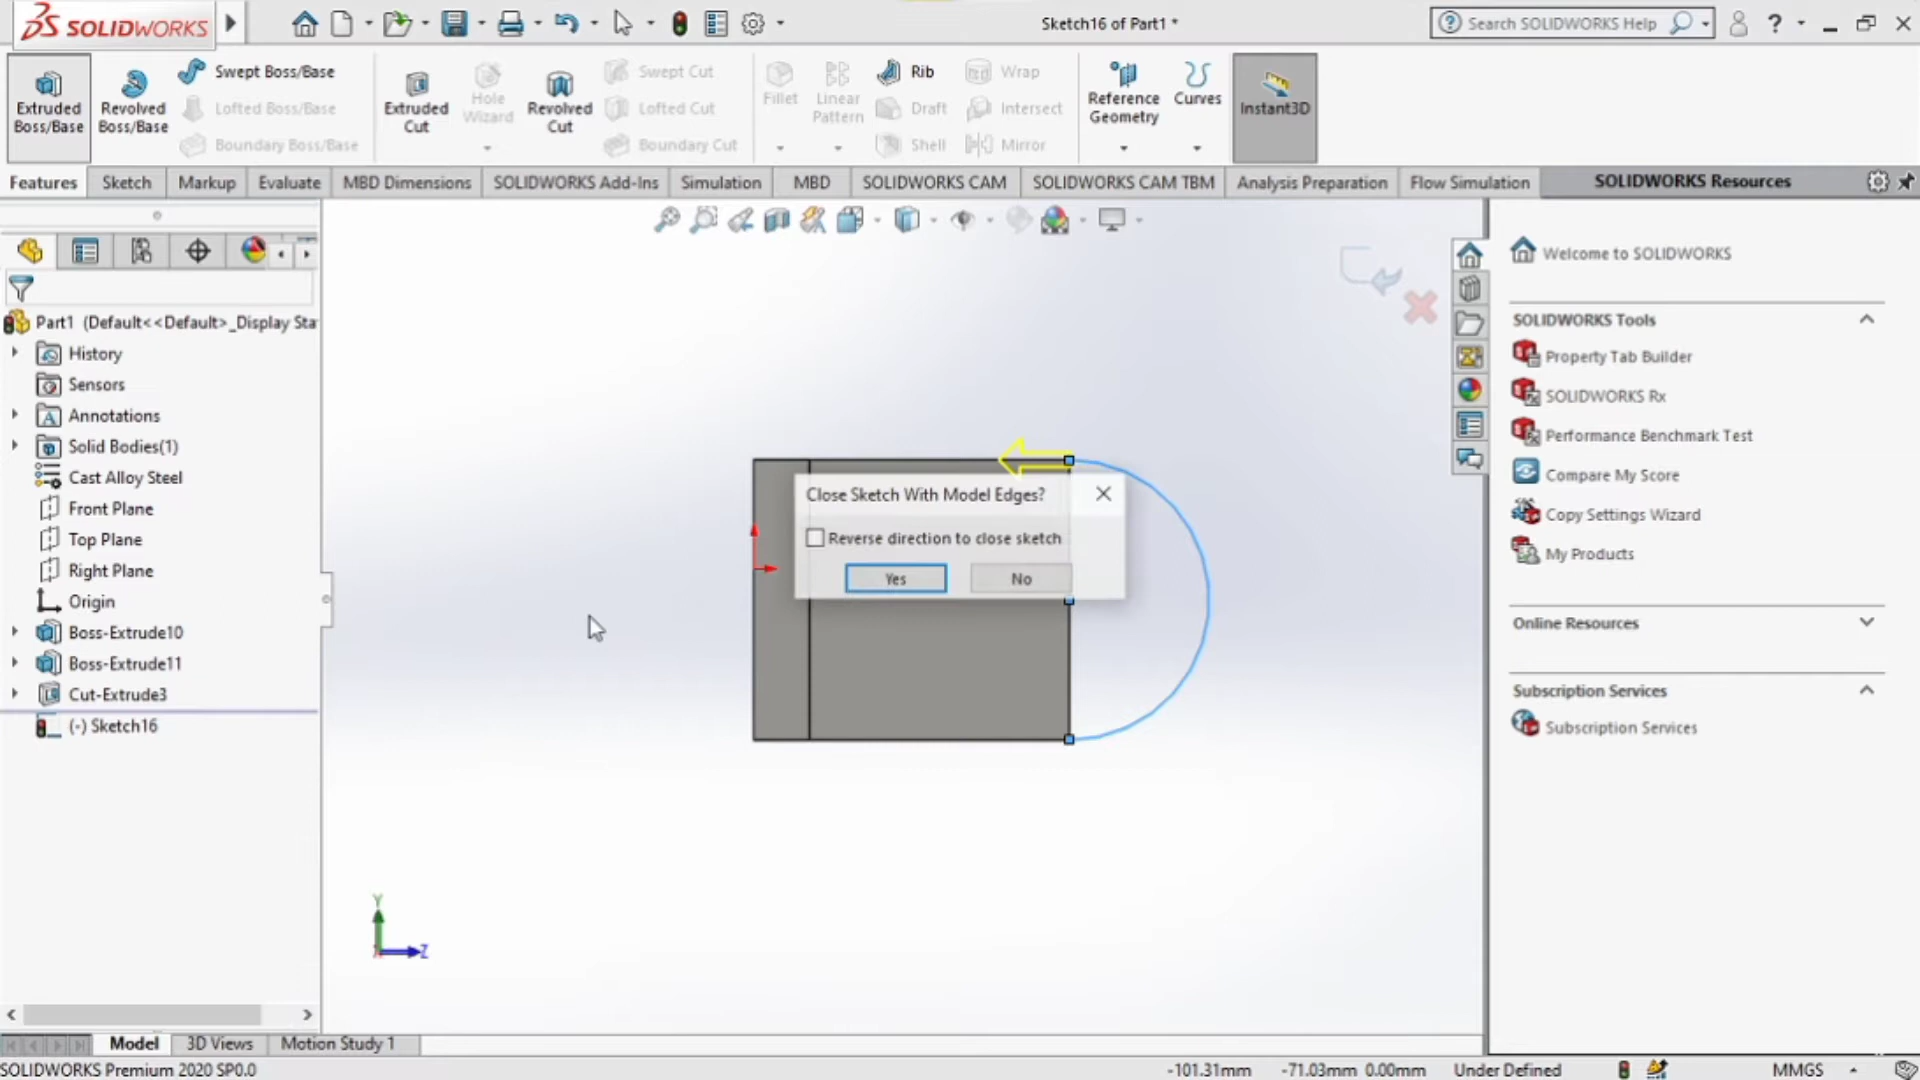 SOLIDWORKS
Sketch16 of Part1 *
Search SOLIDWORKS Help
Extruded
Boss/Base
Revolved
Boss/Base
Swept Boss/Base
Lofted Boss/Base
Boundary Boss/Base
Extruded
Cut
Hole
Wizard
Revolved
Cut
Swept Cut
Lofted Cut
Boundary Cut
Fillet
Linear
Pattern
Rib
Draft
Shell
Wrap
Intersect
Mirror
Reference
Geometry
Curves
Instant3D
Features
Sketch
Markup
Evaluate
MBD Dimensions
SOLIDWORKS Add-Ins
Simulation
MBD
SOLIDWORKS CAM
SOLIDWORKS CAM TBM
Analysis Preparation
Flow Simulation
SOLIDWORKS Resources
Part1 (Default<<Default>_Display Sta
History
Sensors
Annotations
Solid Bodies(1)
Cast Alloy Steel
Front Plane
Top Plane
Right Plane
Origin
Boss-Extrude10
Boss-Extrude11
Cut-Extrude3
(-) Sketch16
Close Sketch With Model Edges?
Reverse direction to close sketch
Yes
No
Y
Z
Welcome to SOLIDWORKS
SOLIDWORKS Tools
Property Tab Builder
SOLIDWORKS Rx
Performance Benchmark Test
Compare My Score
Copy Settings Wizard
My Products
Online Resources
Subscription Services
Subscription Services
Model
3D Views
Motion Study 1
SOLIDWORKS Premium 2020 SP0.0
-101.31mm
-71.03mm 0.00mm
Under Defined
MMGS